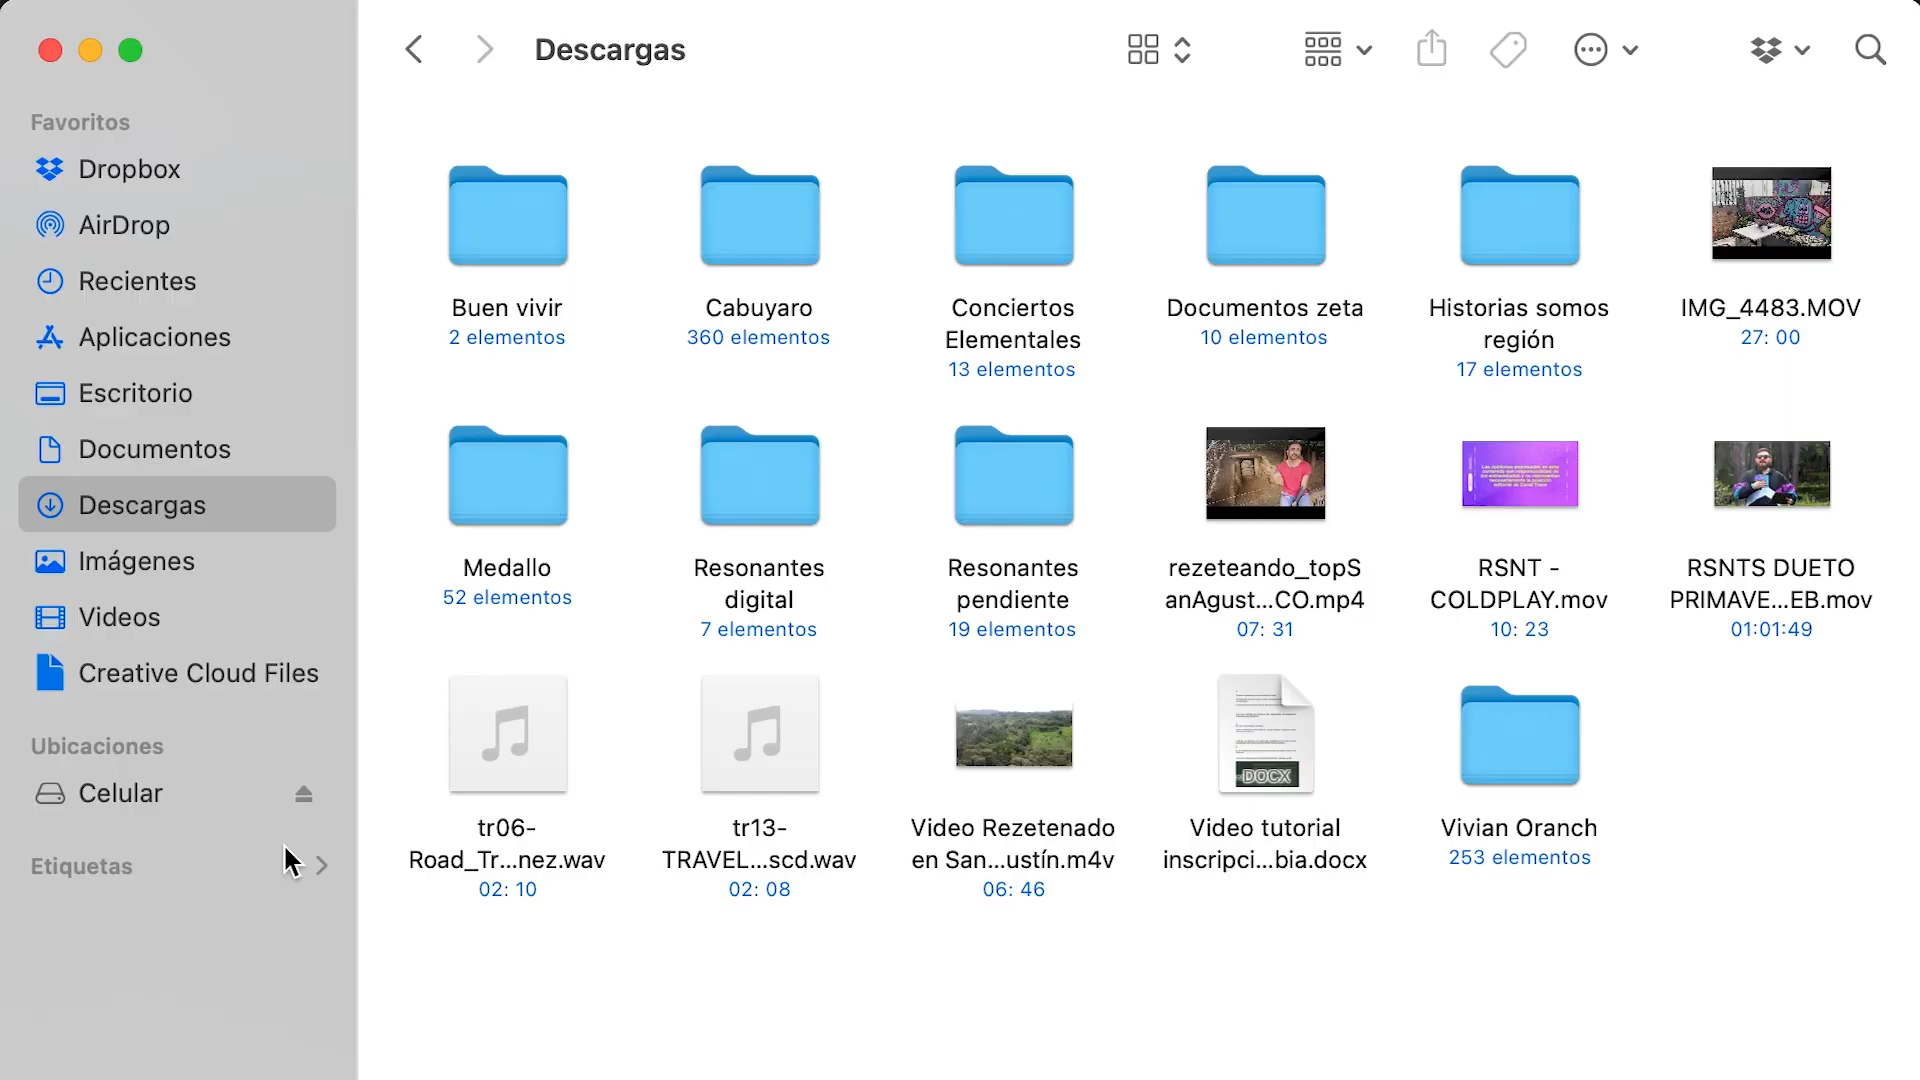 Descargas
Favoritos
Dropbox
AirDrop
Recientes
Aplicaciones
Escritorio
Documentos
Descargas
Imágenes
Videos
Creative Cloud Files
Ubicaciones
Celular
Etiquetas
Buen vivir
2 elementos
Cabuyaro
360 elementos
Conciertos
Elementales
13 elementos
Documentos zeta
10 elementos
Historias somos
región
17 elementos
IMG_4483.MOV
27: 00
Medallo
52 elementos
Resonantes
digital
7 elementos
Resonantes
pendiente
19 elementos
rezeteando_topS
anAgust...CO.mp4
07: 31
RSNT -
COLDPLAY.mov
10: 23
RSNTS DUETO
PRIMAVE...EB.mov
01:01:49
tr06-
Road_Tr...nez.wav
02: 10
tr13-
TRAVEL...scd.wav
02: 08
Video Rezetenado
en San...ustín.m4v
06: 46
DOCX
Video tutorial
inscripci...bia.docx
Vivian Oranch
253 elementos